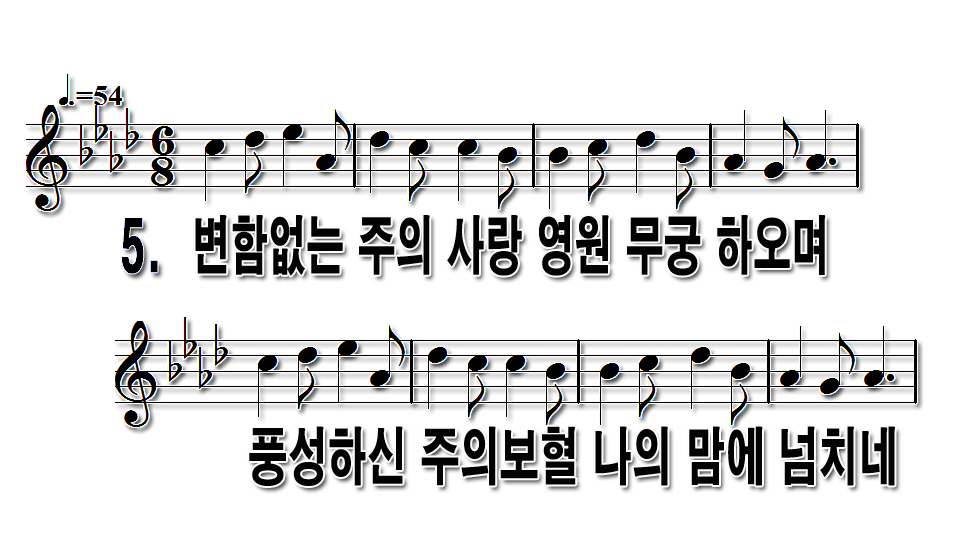 ♩.=54
6
8
5. 변함없는 주의 사랑 영원 무궁 하오며
풍성하신 주의보혈 나의 맘에 넘치네